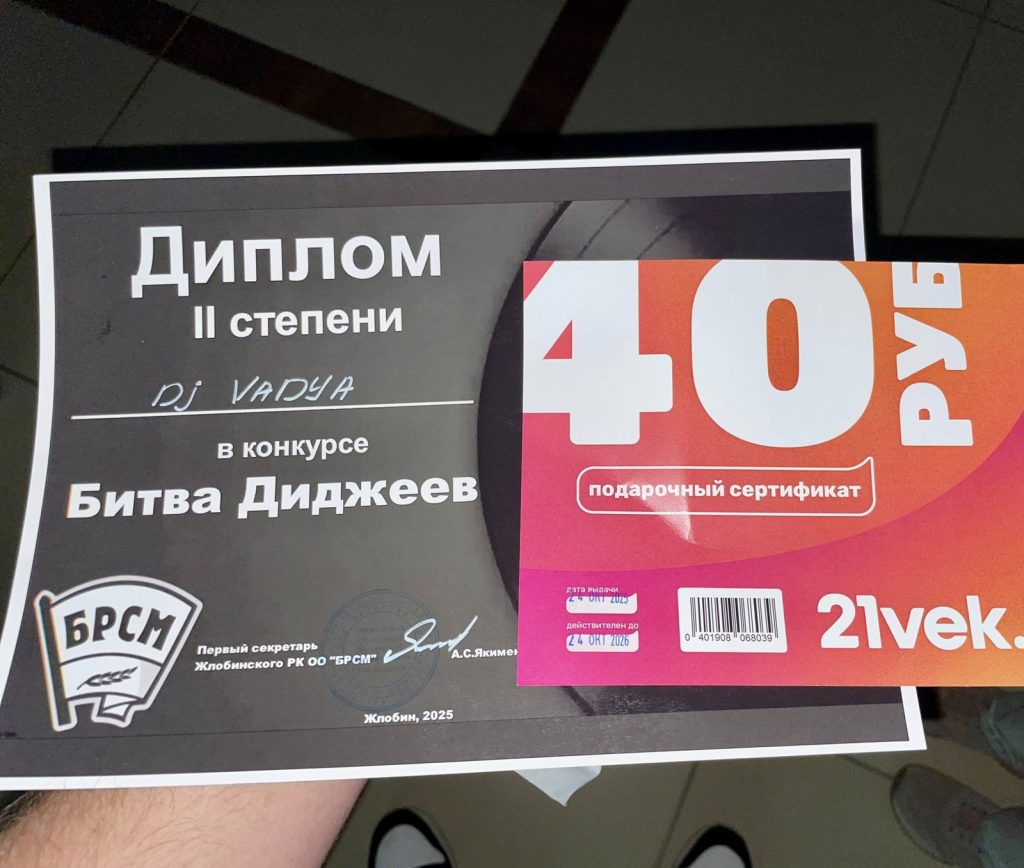 Диплом
II степени
Dj VADYA
в конкурсе
Битва Диджеев
БРСМ
Первый секретарь
Жлобинского РК ОО "БРСМ"
А.С.Якимен
Жлобин, 2025
40
РУБ
подарочный сертификат
дата выдачи
24 ОКТ 2025
действителен до
24 ОКТ 2026
0 401908 068039
21vek.